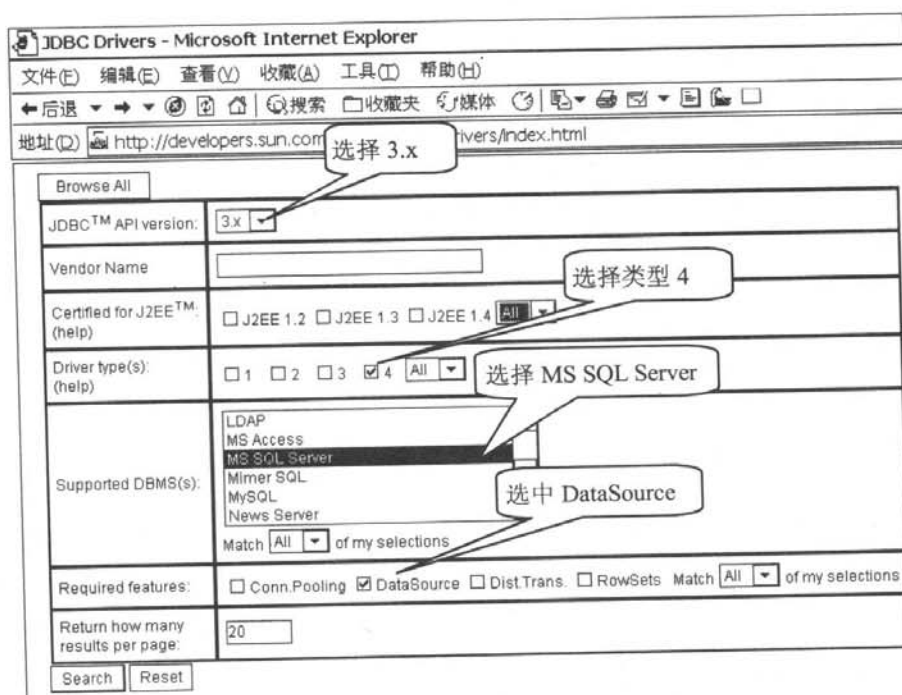 JDBC Drivers - Microsoft Internet Explorer
文件(F) 编辑(E) 查看(V) 收藏(A) 工具(T) 帮助(H)
后退 搜索 收藏夹 媒体
地址(D) http://developers.sun.com rivers/index.html
选择 3.x
Browse All
JDBC™ API version: 3.x
Vendor Name
选择类型 4
Certified for J2EE™: (help) J2EE 1.2 J2EE 1.3 J2EE 1.4 All
Driver type(s): (help) 1 2 3 4 All
选择 MS SQL Server
Supported DBMS(s):
LDAP
MS Access
MS SQL Server
Mimer SQL
MySQL
News Server
选中 DataSource
Match All of my selections
Required features: Conn.Pooling DataSource Dist.Trans. RowSets Match All of my selections
Return how many results per page: 20
Search Reset